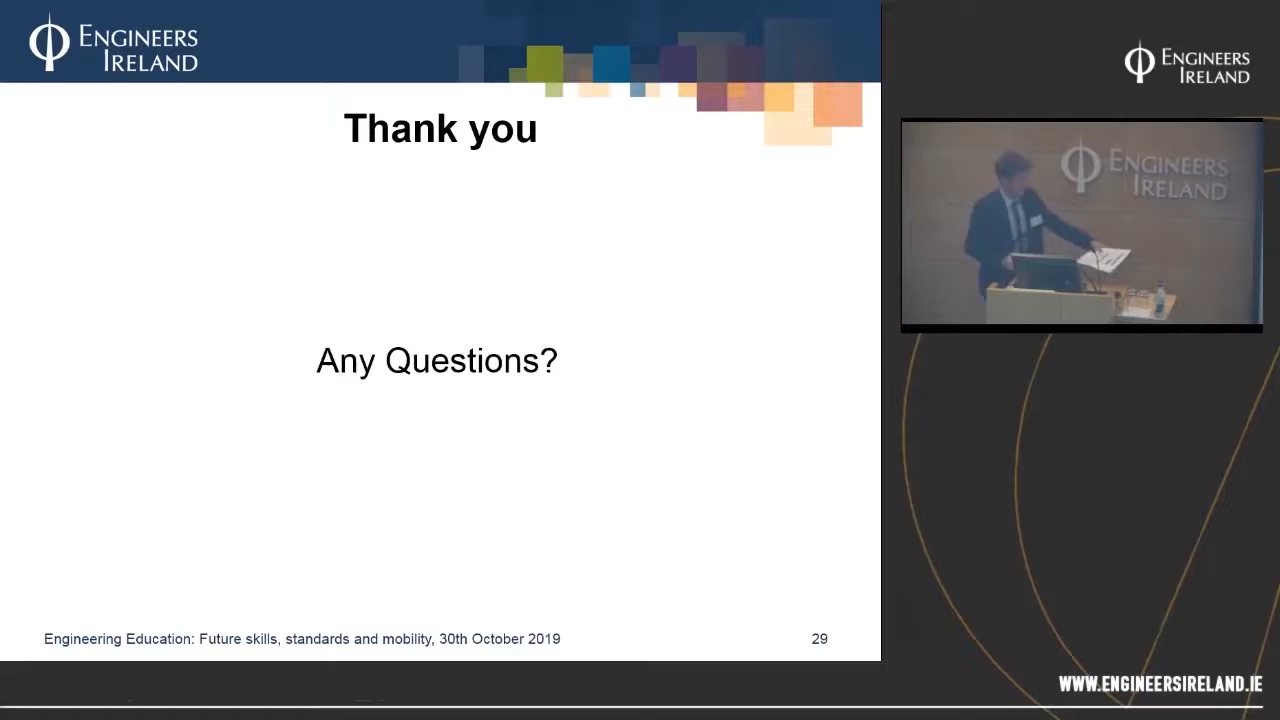 ENGINEERS
IRELAND
Thank you
Any Questions?
Engineering Education: Future skills, standards and mobility, 30th October 2019
29
ENGINEERS
IRELAND
ENGINEERS
IRELAND
WWW.ENGINEERSIRELAND.IE